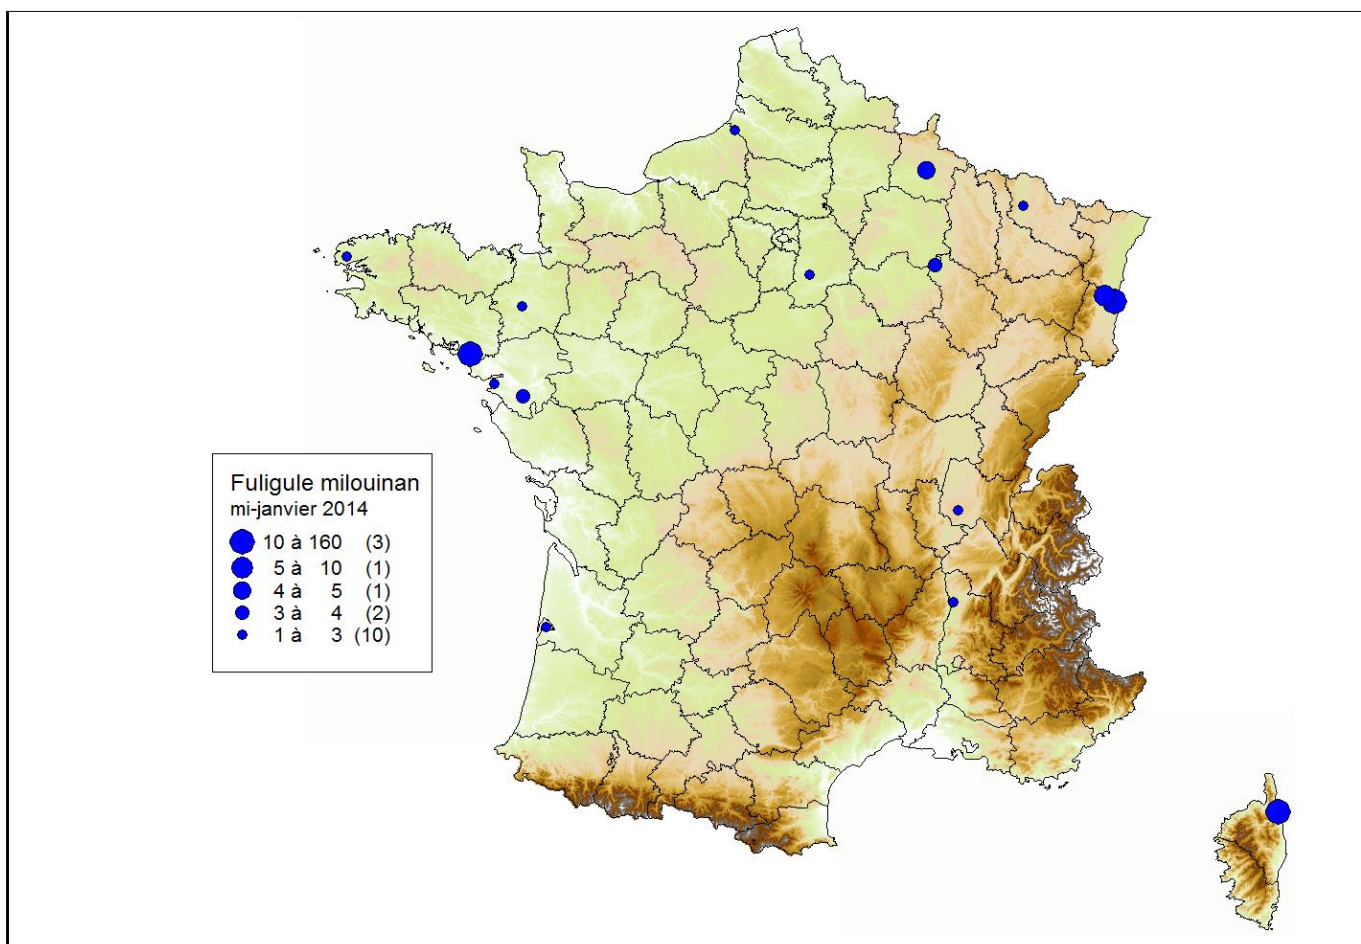 Fuligule milouinan
mi-janvier 2014
10 à 160 (3)
5 à 10 (1)
4 à 5 (1)
3 à 4 (2)
1 à 3 (10)